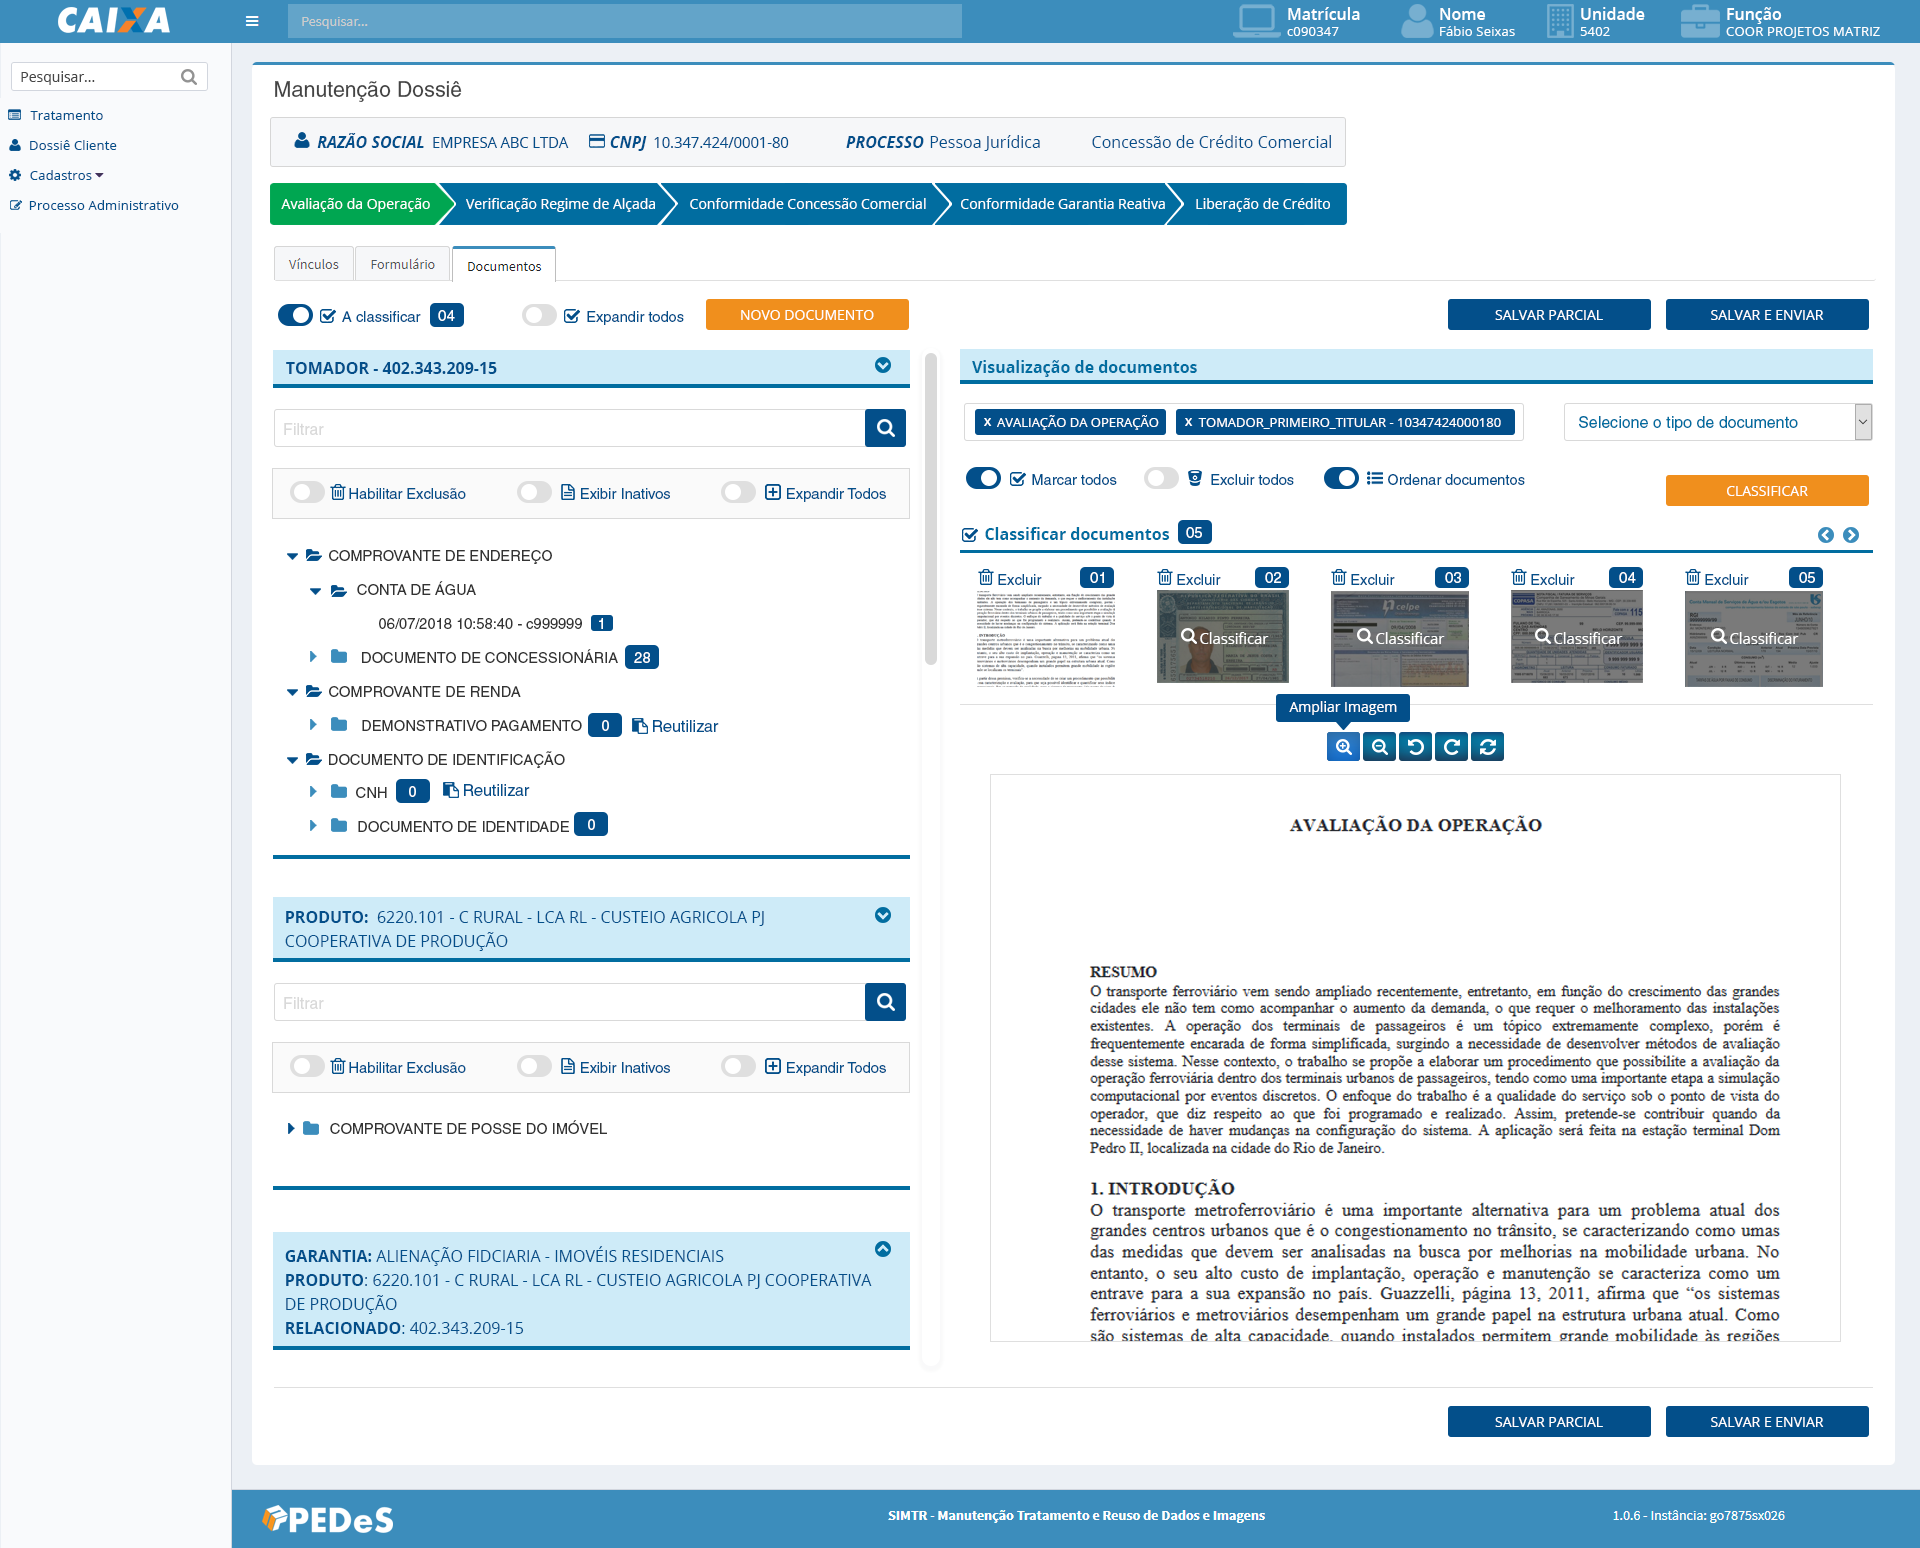 CAIXA
Pesquisar...
Matrícula
c090347
Nome
Fábio Seixas
Unidade
5402
Função
COOR PROJETOS MATRIZ
Pesquisar...
Tratamento
Dossiê Cliente
Cadastros
Processo Administrativo
Manutenção Dossiê
RAZÃO SOCIAL EMPRESA ABC LTDA CNPJ 10.347.424/0001-80 PROCESSO Pessoa Jurídica Concessão de Crédito Comercial
Avaliação da Operação Verificação Regime de Alçada Conformidade Concessão Comercial Conformidade Garantia Reativa Liberação de Crédito
Vínculos Formulário Documentos
A classificar 04 Expandir todos NOVO DOCUMENTO SALVAR PARCIAL SALVAR E ENVIAR
TOMADOR - 402.343.209-15
Filtrar
Habilitar Exclusão Exibir Inativos Expandir Todos
COMPROVANTE DE ENDEREÇO
CONTA DE ÁGUA
06/07/2018 10:58:40 - c999999 1
DOCUMENTO DE CONCESSIONÁRIA 28
COMPROVANTE DE RENDA
DEMONSTRATIVO PAGAMENTO 0 Reutilizar
DOCUMENTO DE IDENTIFICAÇÃO
CNH 0 Reutilizar
DOCUMENTO DE IDENTIDADE 0
PRODUTO: 6220.101 - C RURAL - LCA RL - CUSTEIO AGRICOLA PJ
COOPERATIVA DE PRODUÇÃO
Filtrar
Habilitar Exclusão Exibir Inativos Expandir Todos
COMPROVANTE DE POSSE DO IMÓVEL
GARANTIA: ALIENAÇÃO FIDCIARIA - IMOVÉIS RESIDENCIAIS
PRODUTO: 6220.101 - C RURAL - LCA RL - CUSTEIO AGRICOLA PJ COOPERATIVA
DE PRODUÇÃO
RELACIONADO: 402.343.209-15
Visualização de documentos
x AVALIAÇÃO DA OPERAÇÃO x TOMADOR_PRIMEIRO_TITULAR - 10347424000180 Selecione o tipo de documento
Marcar todos Excluir todos Ordenar documentos
CLASSIFICAR
Classificar documentos 05
Excluir 01 Excluir 02 Excluir 03 Excluir 04 Excluir 05
celpe
Classificar Classificar Classificar Classificar
Ampliar Imagem
AVALIAÇÃO DA OPERAÇÃO
RESUMO
O transporte ferroviário vem sendo ampliado recentemente, entretanto, em função do crescimento das grandes
cidades ele não tem como acompanhar o aumento da demanda, o que requer o melhoramento das instalações
existentes. A operação dos terminais de passageiros é um tópico extremamente complexo, porém é
frequentemente encarada de forma simplificada, surgindo a necessidade de desenvolver métodos de avaliação
desse sistema. Nesse contexto, o trabalho se propõe a elaborar um procedimento que possibilite a avaliação da
operação ferroviária dentro dos terminais urbanos de passageiros, tendo como uma importante etapa a simulação
computacional por eventos discretos. O enfoque do trabalho é a qualidade do serviço sob o ponto de vista do
operador, que diz respeito ao que foi programado e realizado. Assim, pretende-se contribuir quando da
necessidade de haver mudanças na configuração do sistema. A aplicação será feita na estação terminal Dom
Pedro II, localizada na cidade do Rio de Janeiro.
1. INTRODUÇÃO
O transporte metroferroviário é uma importante alternativa para um problema atual dos
grandes centros urbanos que é o congestionamento no trânsito, se caracterizando como umas
das medidas que devem ser analisadas na busca por melhorias na mobilidade urbana. No
entanto, o seu alto custo de implantação, operação e manutenção se caracteriza como um
entrave para a sua expansão no país. Guazzelli, página 13, 2011, afirma que “os sistemas
ferroviários e metroviários desempenham um grande papel na estrutura urbana atual. Como
são sistemas de alta capacidade, quando instalados permitem grande mobilidade às regiões
SALVAR PARCIAL SALVAR E ENVIAR
PEDeS
SIMTR - Manutenção Tratamento e Reuso de Dados e Imagens
1.0.6 - Instância: go7875sx026